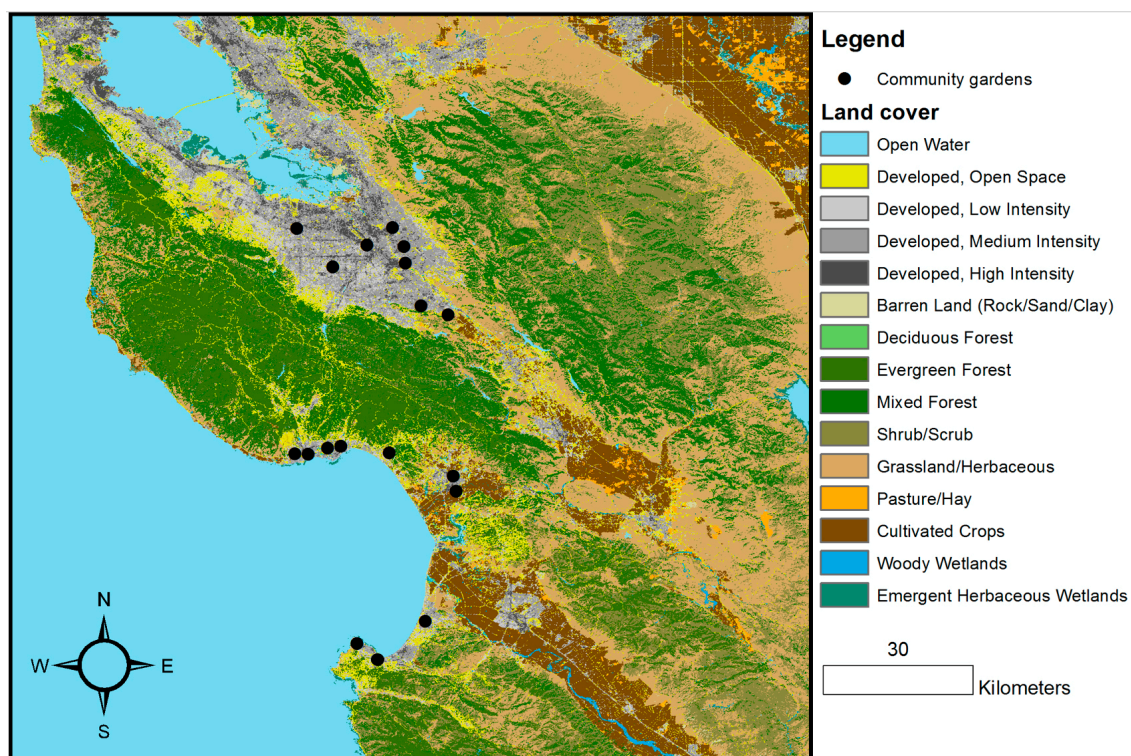 Legend
Community gardens
Land cover
Open Water
Developed, Open Space
Developed, Low Intensity
Developed, Medium Intensity
Developed, High Intensity
Barren Land (Rock/Sand/Clay)
Deciduous Forest
Evergreen Forest
Mixed Forest
Shrub/Scrub
Grassland/Herbaceous
Pasture/Hay
Cultivated Crops
Woody Wetlands
Emergent Herbaceous Wetlands
30
Kilometers
N
W E
S